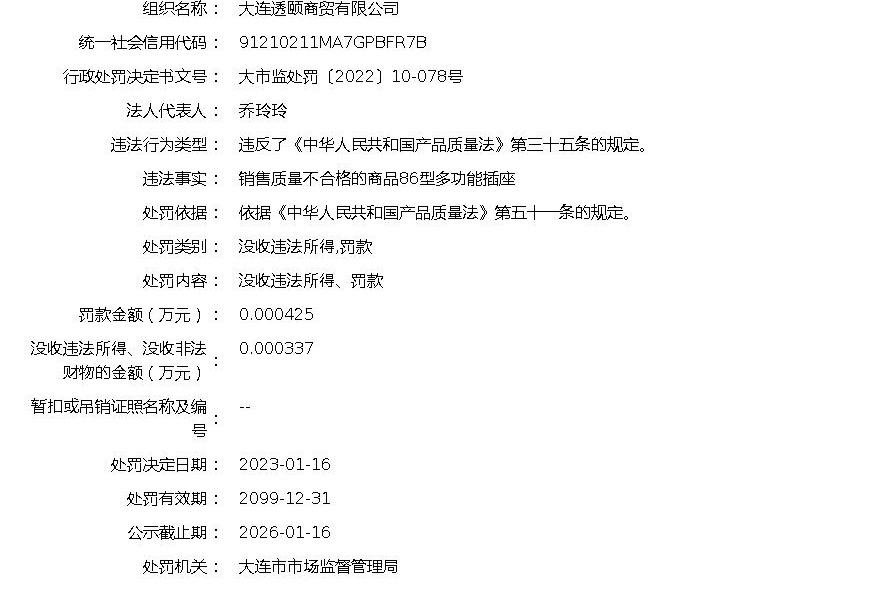 组织名称： 大连透颐商贸有限公司
统一社会信用代码： 91210211MA7GPBFR7B
行政处罚决定书文号： 大市监处罚〔2022〕10-078号
法人代表人： 乔玲玲
违法行为类型： 违反了《中华人民共和国产品质量法》第三十五条的规定。
违法事实： 销售质量不合格的商品86型多功能插座
处罚依据： 依据《中华人民共和国产品质量法》第五十一条的规定。
处罚类别： 没收违法所得,罚款
处罚内容： 没收违法所得、罚款
罚款金额（万元）： 0.000425
没收违法所得、没收非法
财物的金额（万元）： 0.000337
暂扣或吊销证照名称及编
号： --
处罚决定日期： 2023-01-16
处罚有效期： 2099-12-31
公示截止期： 2026-01-16
处罚机关： 大连市市场监督管理局